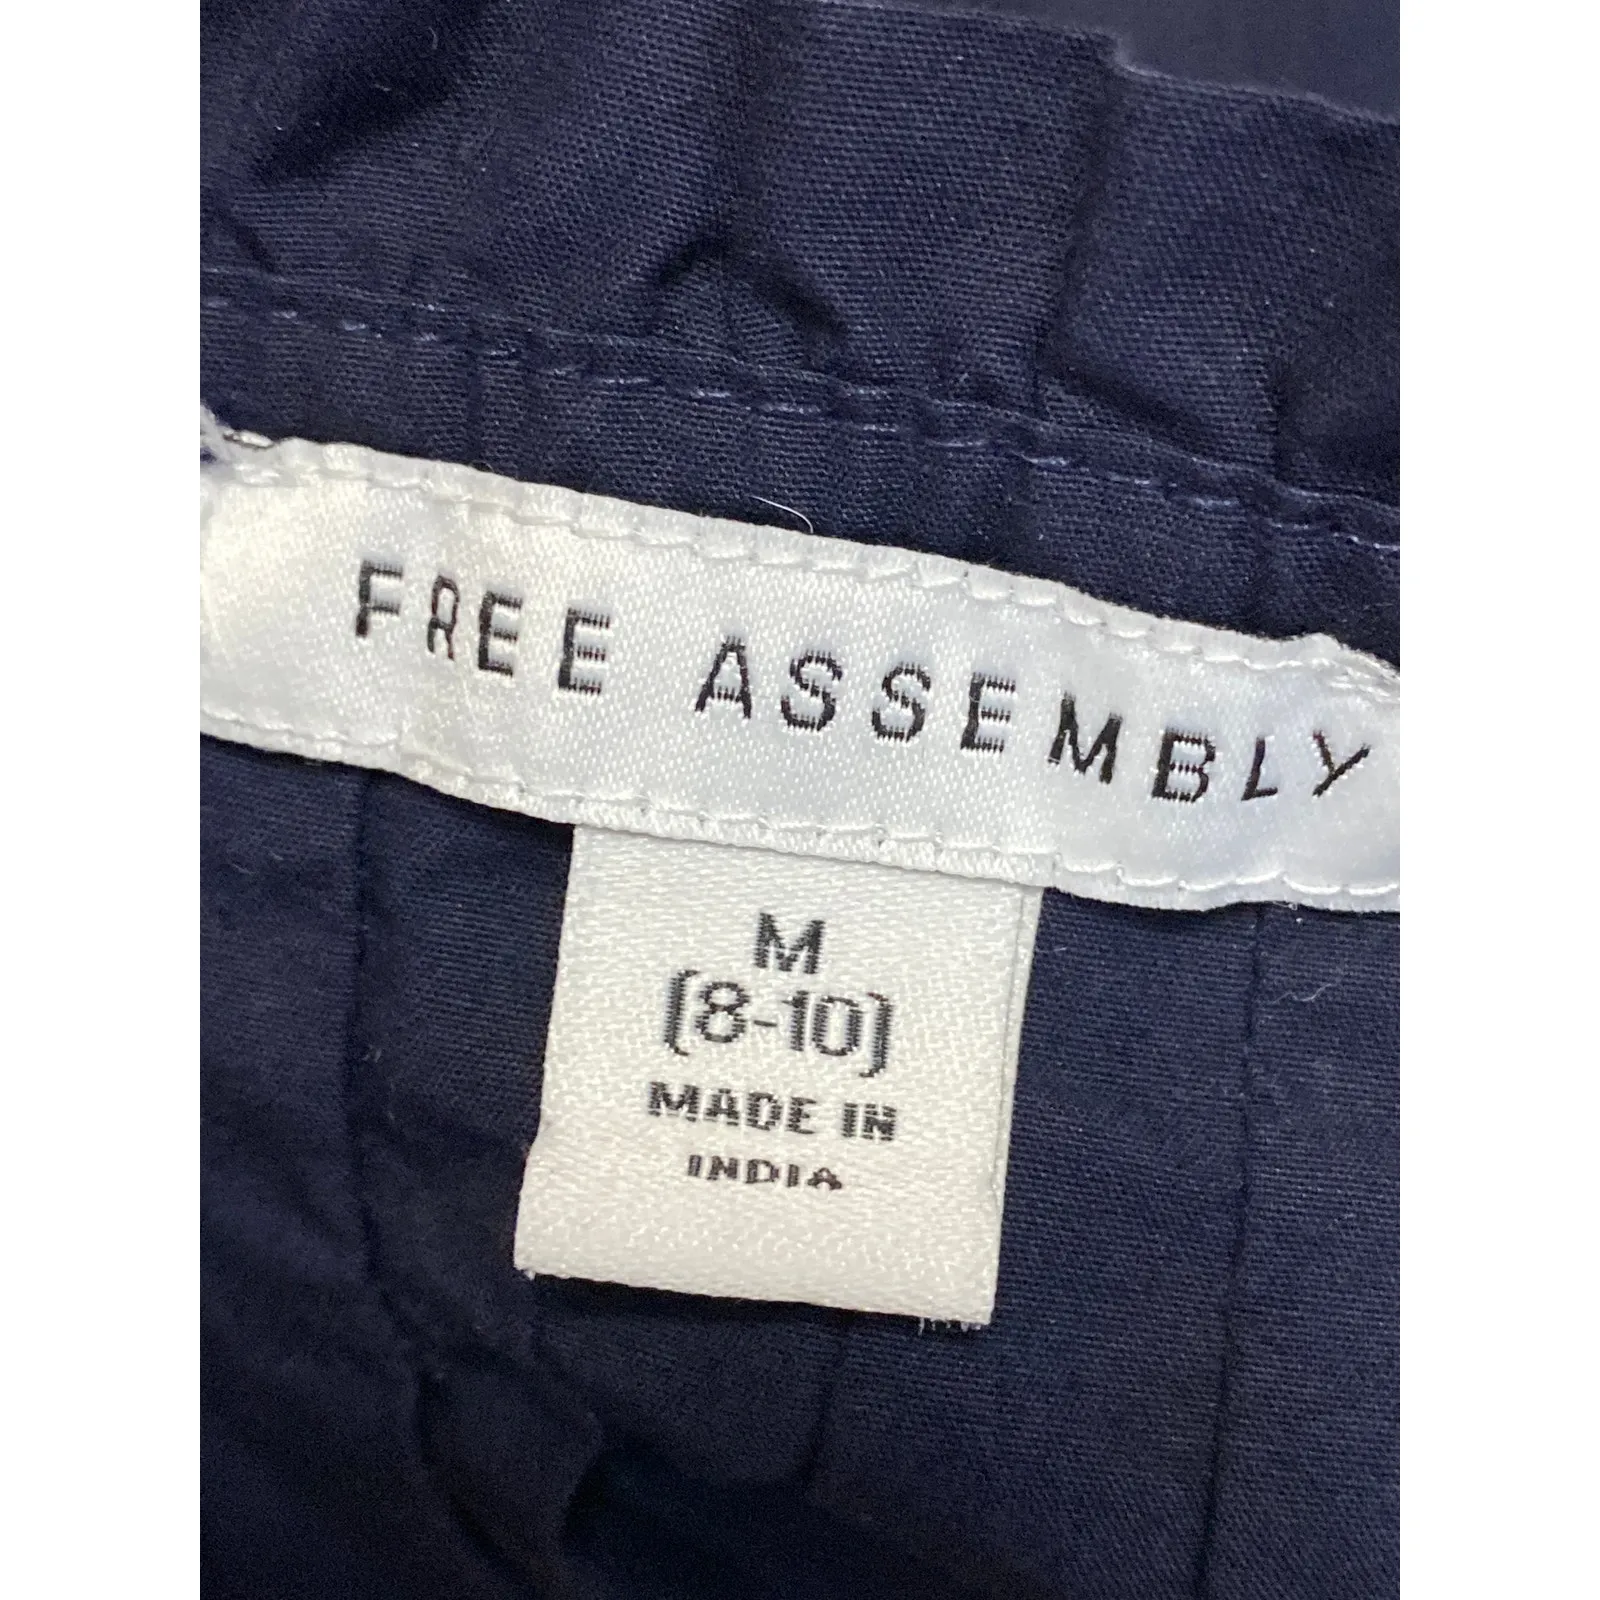 FREE ASSEMBLY
M
(8-10)
MADE IN
INDIA